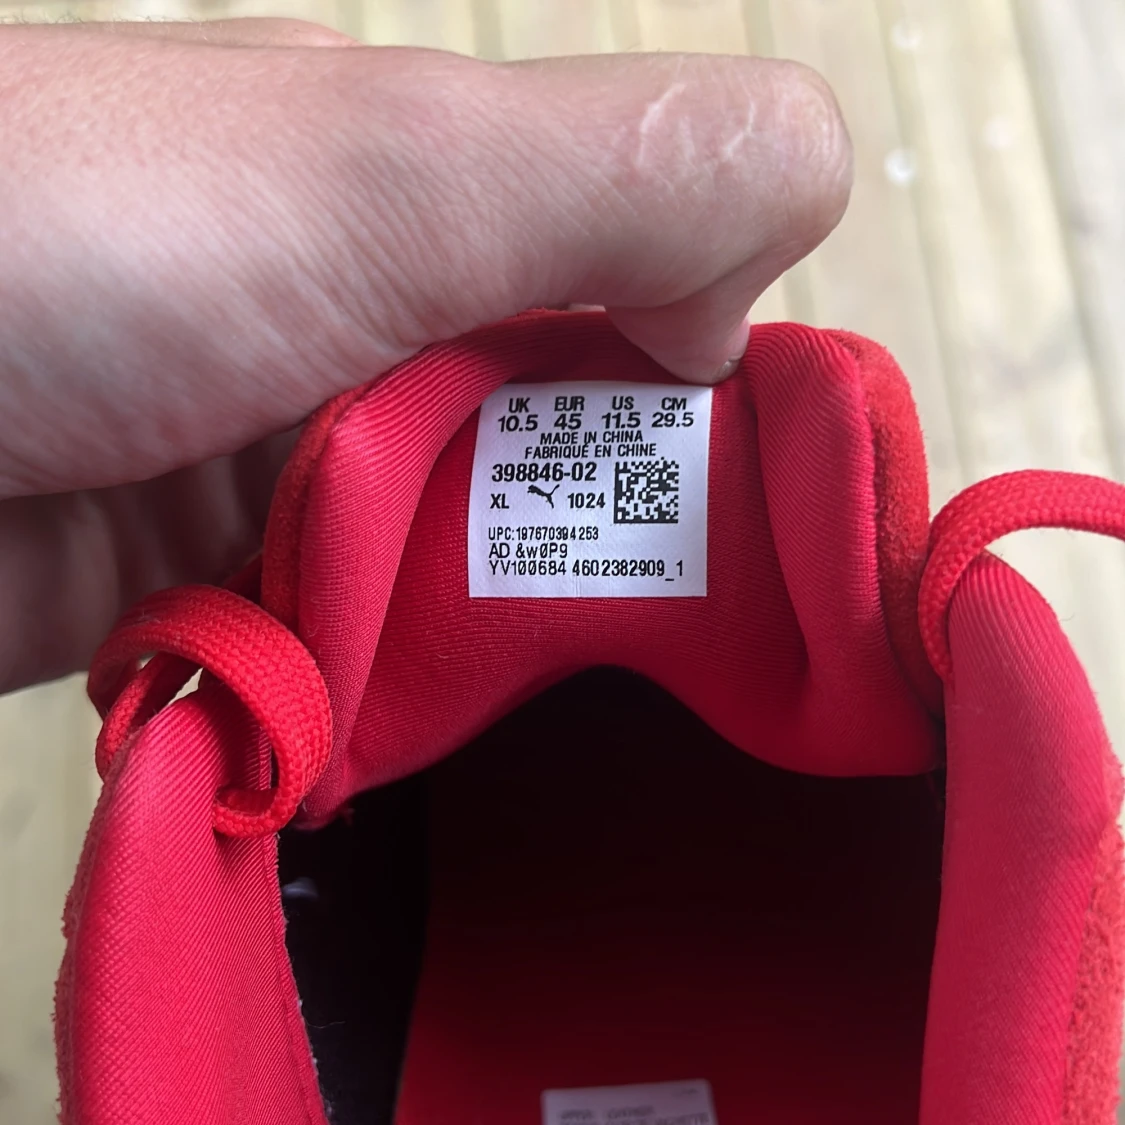 UK EUR US CM
10.5 45 11.5 29.5
MADE IN CHINA
FABRIQUÉ EN CHINE
398846-02
XL 1024
UPC:197670394253
AD &w0P9
YV100684 4602382909_1